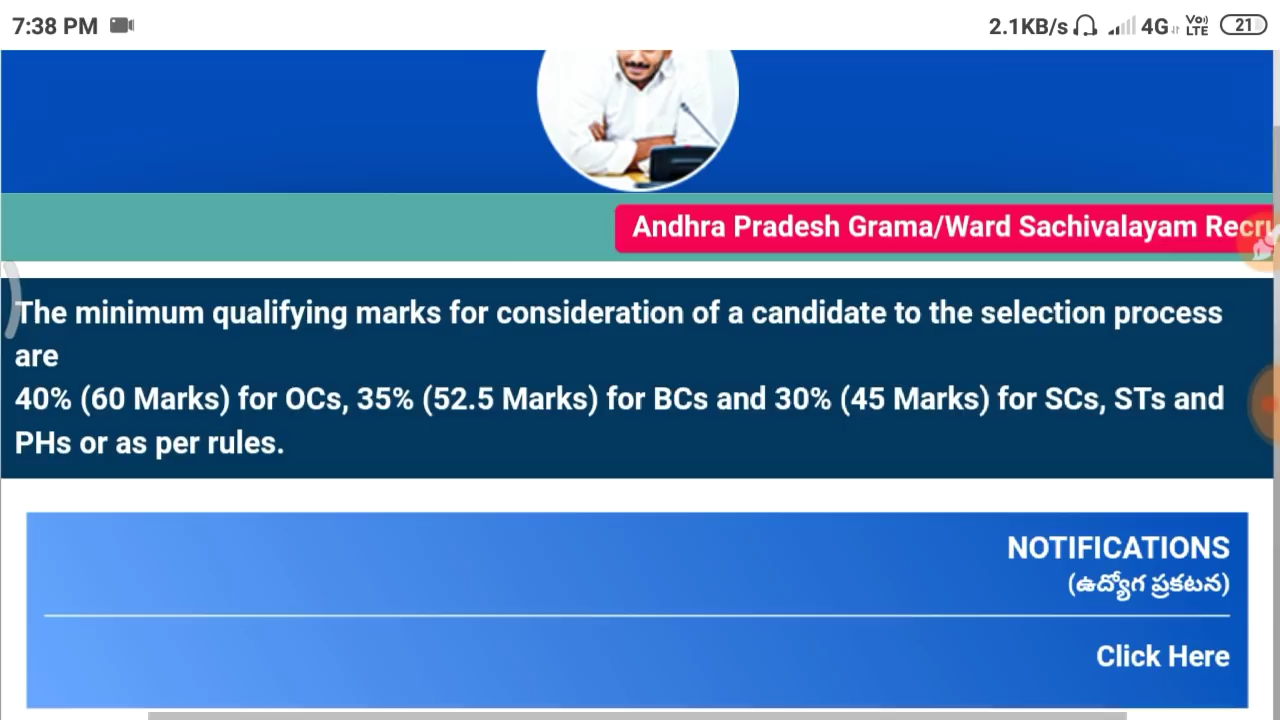 7:38 PM 2.1KB/s 4G Vo) LTE 21
Andhra Pradesh Grama/Ward Sachivalayam
The minimum qualifying marks for consideration of a candidate to the selection process
are
40% (60 Marks) for OCs, 35% (52.5 Marks) for BCs and 30% (45 Marks) for SCs, STs and
PHs or as per rules.
NOTIFICATIONS
(ఉద్యోగ ప్రకటన)
Click Here